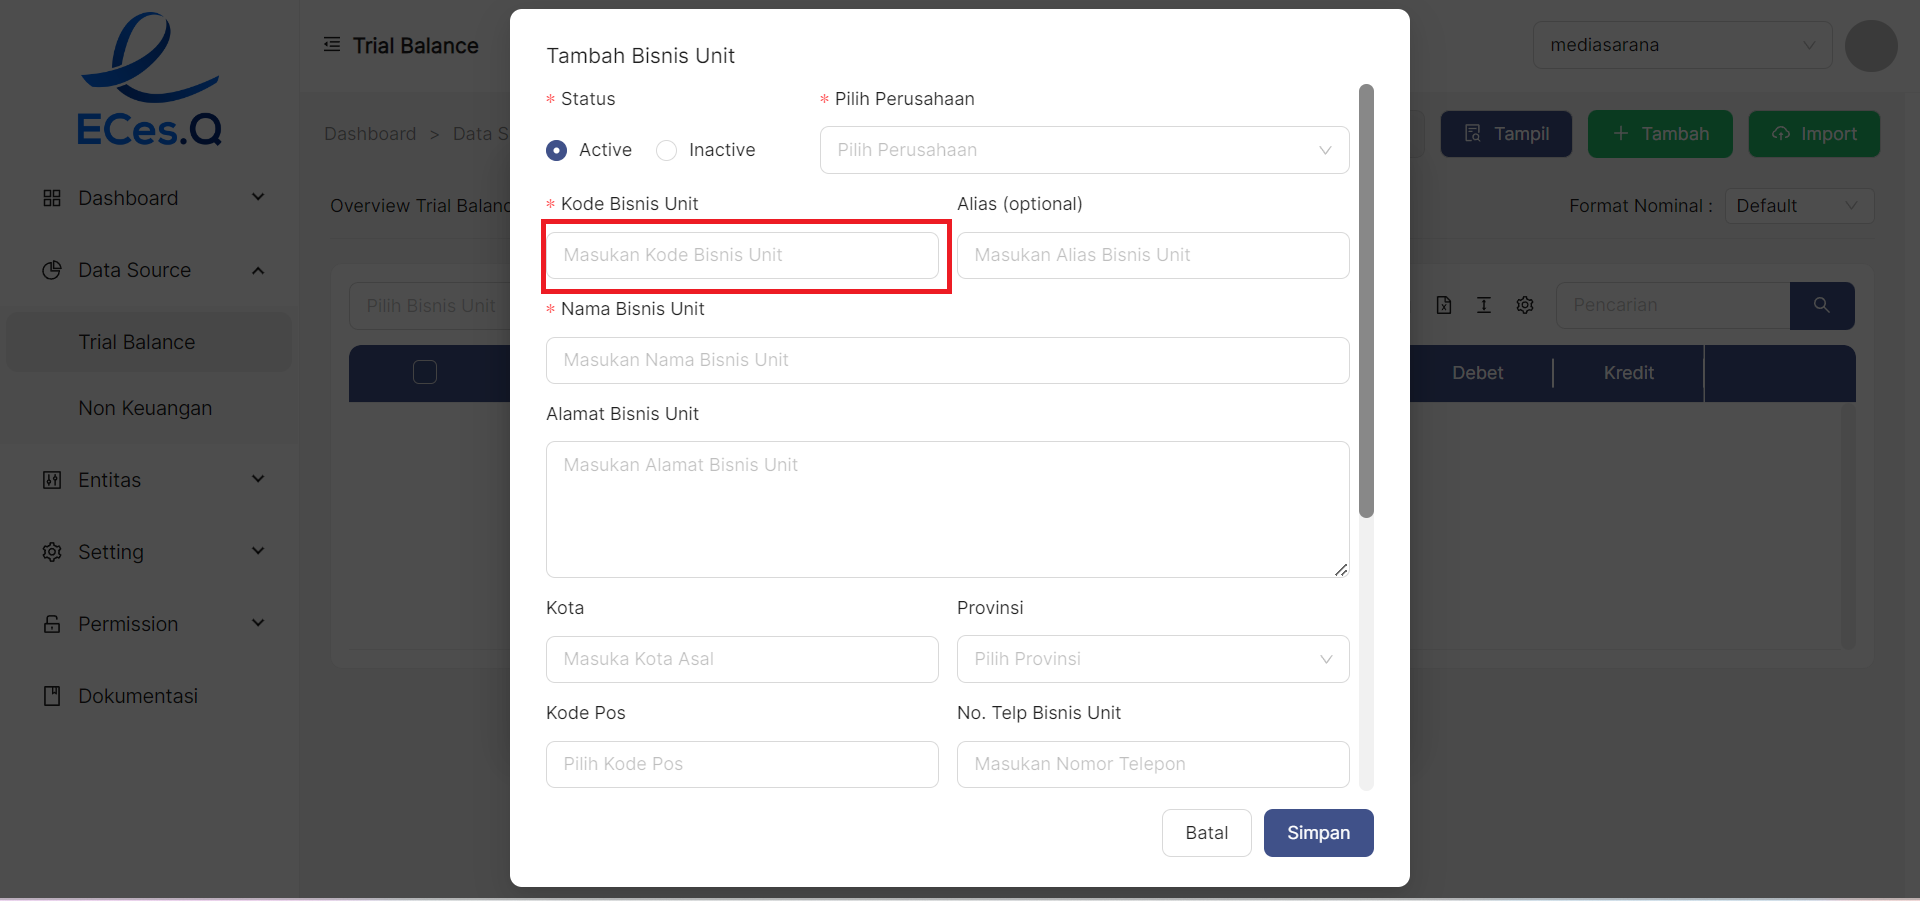 ECes.Q
Dashboard
Data Source
Trial Balance
Non Keuangan
Entitas
Setting
Permission
Dokumentasi
Trial Balance
mediasarana
Dashboard > Data S
Tampil
+ Tambah
Import
Overview Trial Balanc
Format Nominal : Default
Pilih Bisnis Unit
Pencarian
Debet
Kredit
Tambah Bisnis Unit
* Status
* Pilih Perusahaan
Active
Inactive
Pilih Perusahaan
* Kode Bisnis Unit
Alias (optional)
Masukan Kode Bisnis Unit
Masukan Alias Bisnis Unit
* Nama Bisnis Unit
Masukan Nama Bisnis Unit
Alamat Bisnis Unit
Masukan Alamat Bisnis Unit
Kota
Provinsi
Masuka Kota Asal
Pilih Provinsi
Kode Pos
No. Telp Bisnis Unit
Pilih Kode Pos
Masukan Nomor Telepon
Batal
Simpan